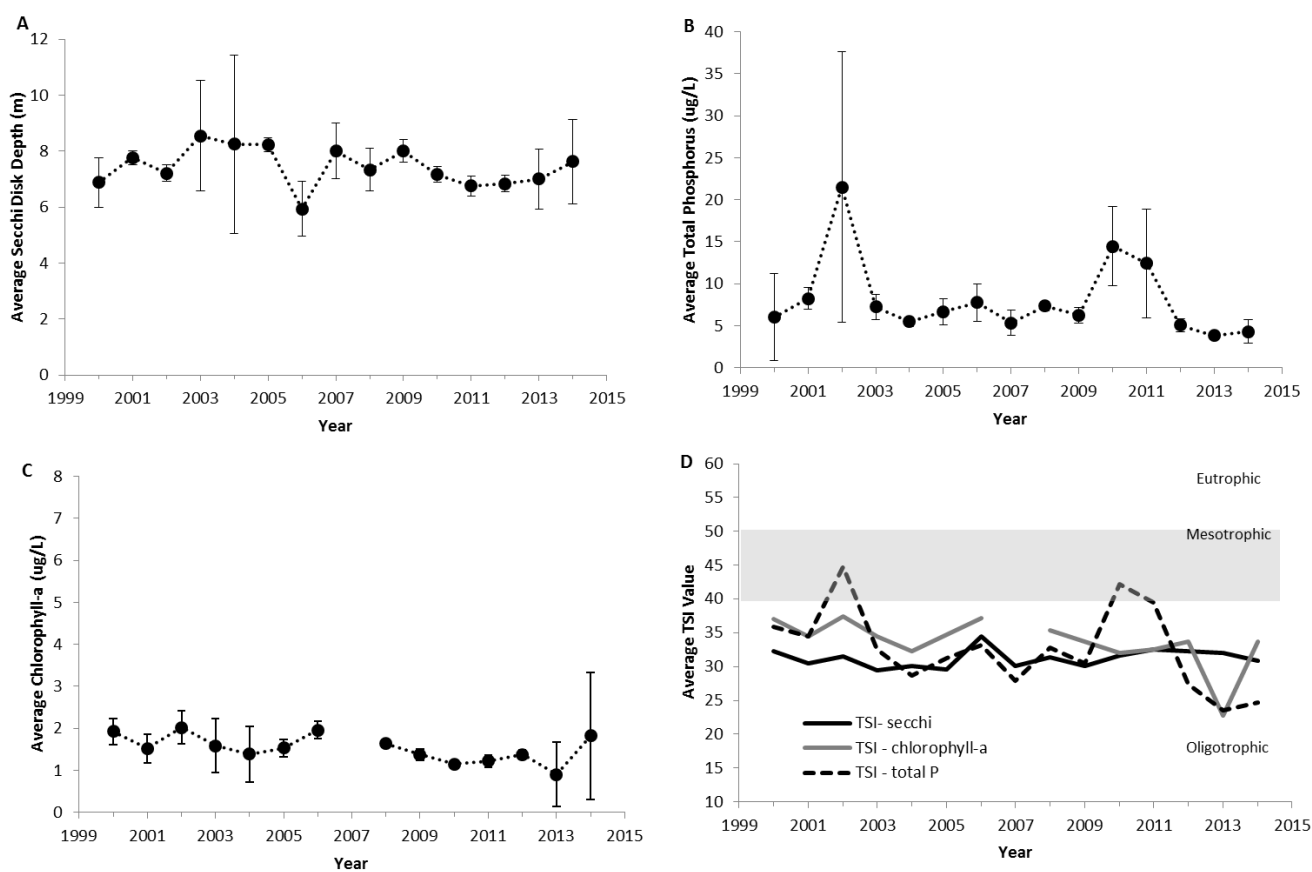 A
Average Secchi Disk Depth (m)
12
10
8
6
4
2
0
1999 2001 2003 2005 2007 2009 2011 2013 2015
Year
B
Average Total Phosphorus (ug/L)
40
35
30
25
20
15
10
5
0
1999 2001 2003 2005 2007 2009 2011 2013 2015
Year
C
Average Chlorophyll-a (ug/L)
8
7
6
5
4
3
2
1
0
1999 2001 2003 2005 2007 2009 2011 2013 2015
Year
D
Average TSI Value
60
55
50
45
40
35
30
25
20
15
10
Eutrophic
Mesotrophic
Oligotrophic
TSI- secchi
TSI - chlorophyll-a
TSI - total P
1999 2001 2003 2005 2007 2009 2011 2013 2015
Year